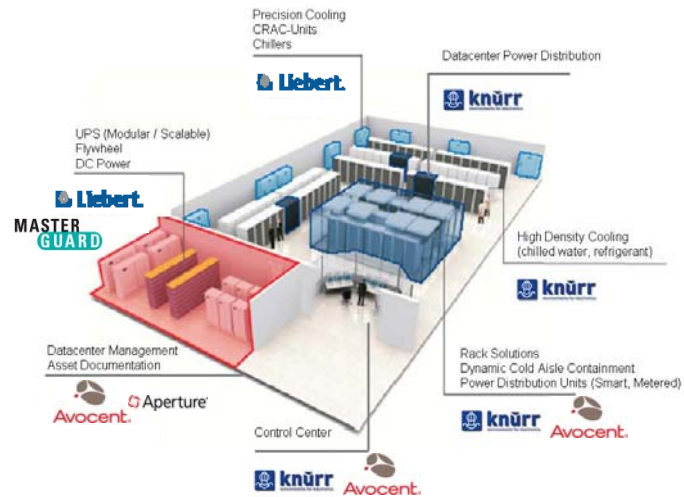 Precision Cooling
CRAC-Units
Chillers
Liebert.
Datacenter Power Distribution
knürr
UPS (Modular / Scalable)
Flywheel
DC Power
Liebert.
MASTER
GUARD
High Density Cooling
(chilled water, refrigerant)
knürr
Datacenter Management
Asset Documentation
Avocent.
Aperture
Rack Solutions
Dynamic Cold Aisle Containment
Power Distribution Units (Smart, Metered)
knürr
Avocent.
Control Center
knürr
Avocent.